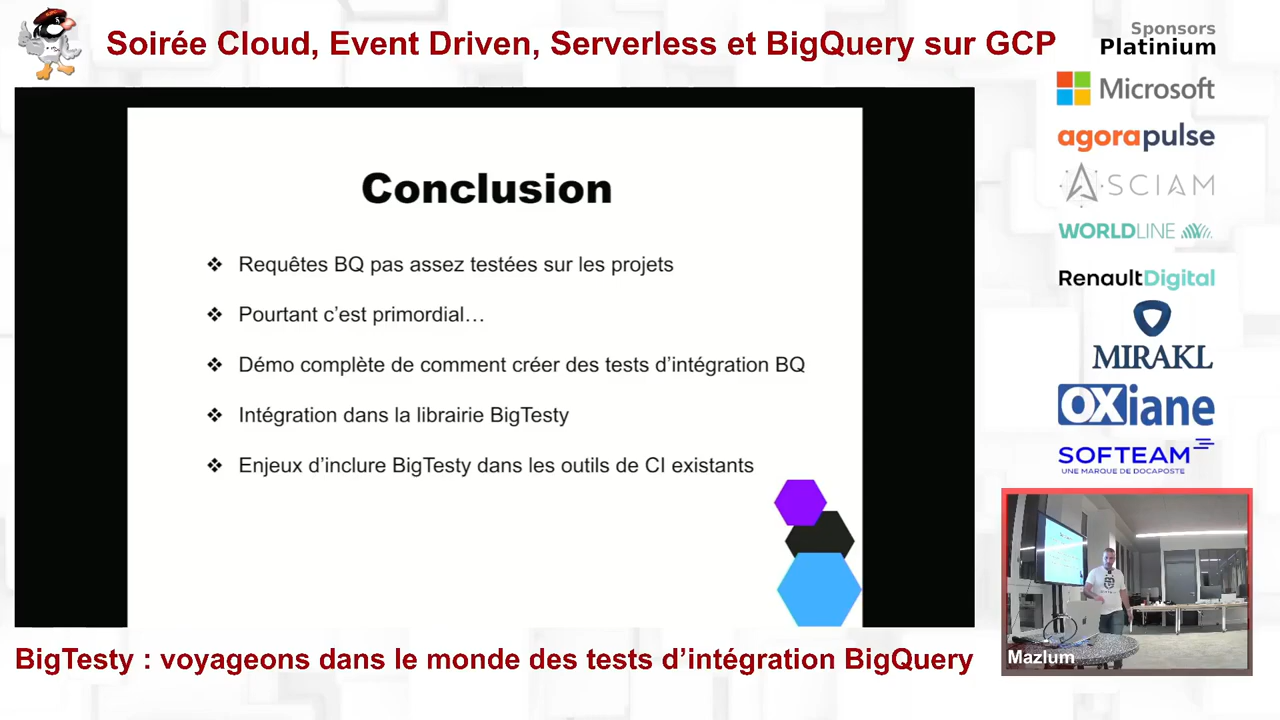 Soirée Cloud, Event Driven, Serverless et BigQuery sur GCP
Sponsors
Platinium
Microsoft
agorapulse
ASCIAM
WORLDLINE
RenaultDigital
MIRAKL
OXiane
SOFTEAM
UNE MARQUE DE DOCAPOSTE
Conclusion
❖ Requêtes BQ pas assez testées sur les projets
❖ Pourtant c’est primordial…
❖ Démo complète de comment créer des tests d’intégration BQ
❖ Intégration dans la librairie BigTesty
❖ Enjeux d’inclure BigTesty dans les outils de CI existants
Mazlum
BigTesty : voyageons dans le monde des tests d’intégration BigQuery